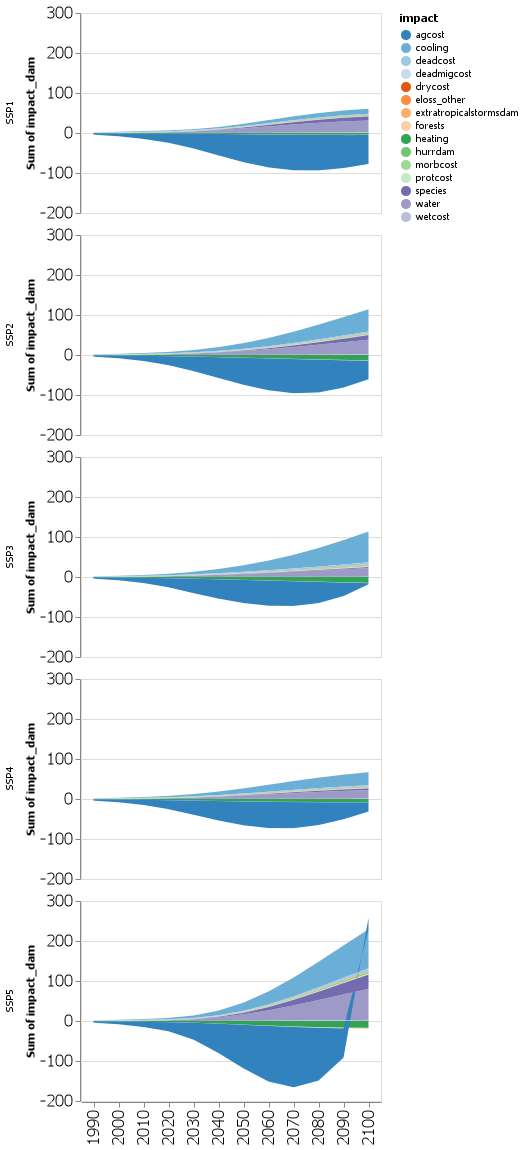 impact
agcost
cooling
deadcost
deadmigcost
drycost
eloss_other
extratropicalstormsdam
forests
heating
hurrdam
morbcost
protcost
species
water
wetcost
SSP1
Sum of impact_dam
300
200
100
0
-100
-200
SSP2
Sum of impact_dam
300
200
100
0
-100
-200
SSP3
Sum of impact_dam
300
200
100
0
-100
-200
SSP4
Sum of impact_dam
300
200
100
0
-100
-200
SSP5
Sum of impact_dam
300
200
100
0
-100
-200
1990 2000 2010 2020 2030 2040 2050 2060 2070 2080 2090 2100